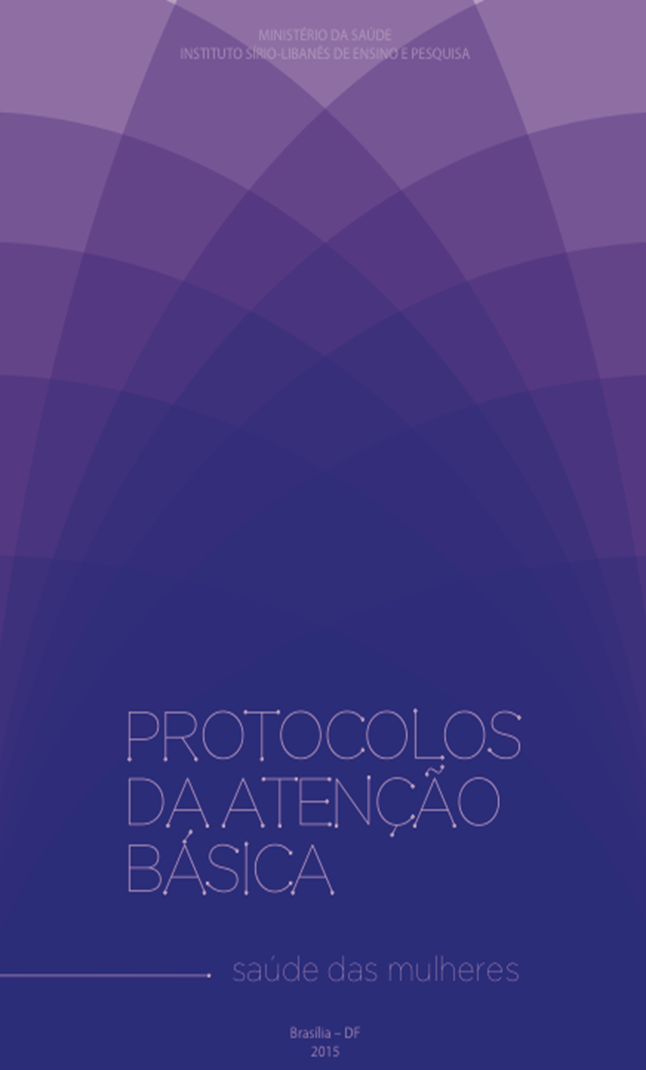 MINISTÉRIO DA SAÚDE
INSTITUTO SÍRIO-LIBANÊS DE ENSINO E PESQUISA
PROTOCOLOS
DA ATENÇÃO
BÁSICA
saúde das mulheres
Brasília – DF
2015